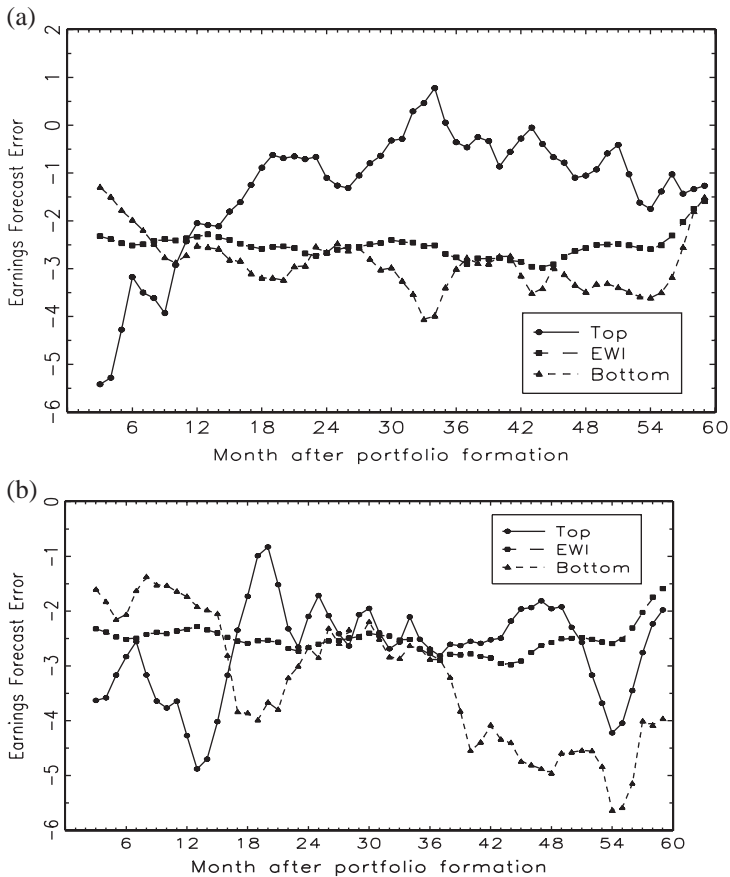 (a)
2
1
0
-1
-2
-3
-4
-5
-6
Earnings Forecast Error
6 12 18 24 30 36 42 48 54 60
Month after portfolio formation
Top
EWI
Bottom
(b)
0
-1
-2
-3
-4
-5
-6
Earnings Forecast Error
6 12 18 24 30 36 42 48 54 60
Month after portfolio formation
Top
EWI
Bottom